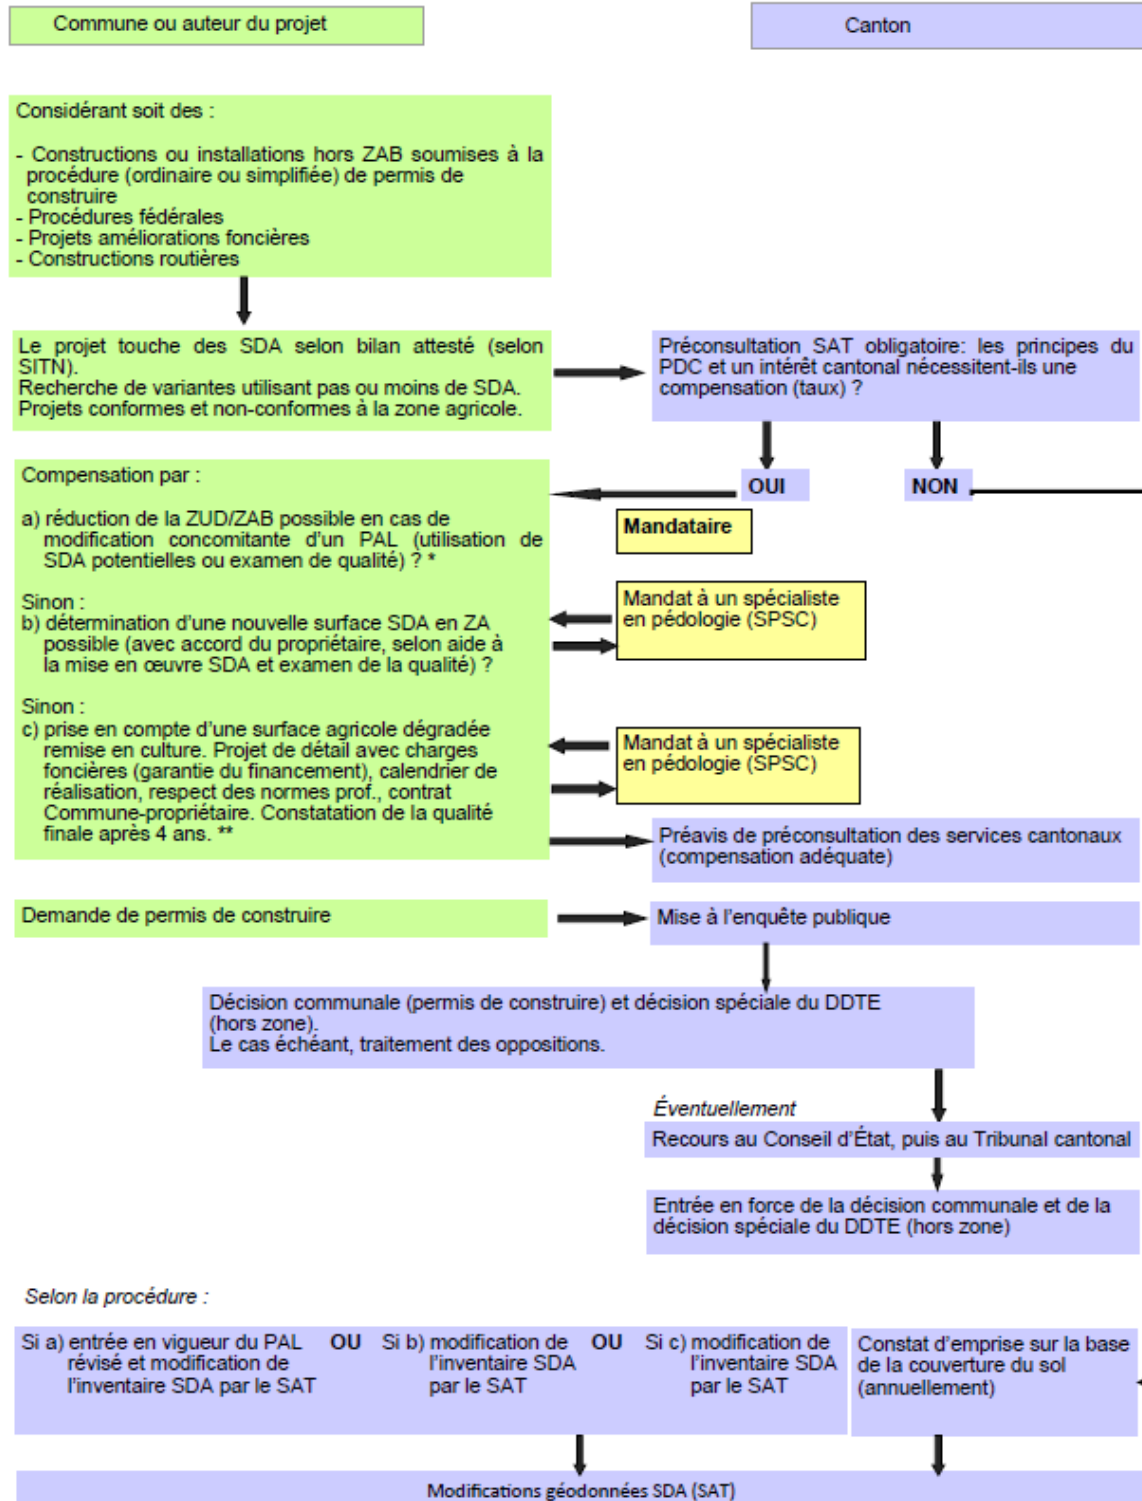 Commune ou auteur du projet
Canton
Considérant soit des :
- Constructions ou installations hors ZAB soumises à la
procédure (ordinaire ou simplifiée) de permis de
construire
- Procédures fédérales
- Projets améliorations foncières
- Constructions routières
Le projet touche des SDA selon bilan attesté (selon
SITN).
Recherche de variantes utilisant pas ou moins de SDA.
Projets conformes et non-conformes à la zone agricole.
Préconsultation SAT obligatoire: les principes du
PDC et un intérêt cantonal nécessitent-ils une
compensation (taux) ?
OUI
NON
Compensation par :
a) réduction de la ZUD/ZAB possible en cas de
modification concomitante d'un PAL (utilisation de
SDA potentielles ou examen de qualité) ? *
Mandataire
Sinon :
b) détermination d'une nouvelle surface SDA en ZA
possible (avec accord du propriétaire, selon aide à
la mise en œuvre SDA et examen de la qualité) ?
Mandat à un spécialiste
en pédologie (SPSC)
Sinon :
c) prise en compte d'une surface agricole dégradée
remise en culture. Projet de détail avec charges
foncières (garantie du financement), calendrier de
réalisation, respect des normes prof., contrat
Commune-propriétaire. Constatation de la qualité
finale après 4 ans. **
Mandat à un spécialiste
en pédologie (SPSC)
Préavis de préconsultation des services cantonaux
(compensation adéquate)
Demande de permis de construire
Mise à l'enquête publique
Décision communale (permis de construire) et décision spéciale du DDTE
(hors zone).
Le cas échéant, traitement des oppositions.
Éventuellement
Recours au Conseil d'État, puis au Tribunal cantonal
Entrée en force de la décision communale et de la
décision spéciale du DDTE (hors zone)
Selon la procédure :
Si a) entrée en vigueur du PAL
révisé et modification de
l'inventaire SDA par le SAT
OU
Si b) modification de
l'inventaire SDA
par le SAT
OU
Si c) modification de
l'inventaire SDA
par le SAT
Constat d'emprise sur la base
de la couverture du sol
(annuellement)
Modifications géodonnées SDA (SAT)